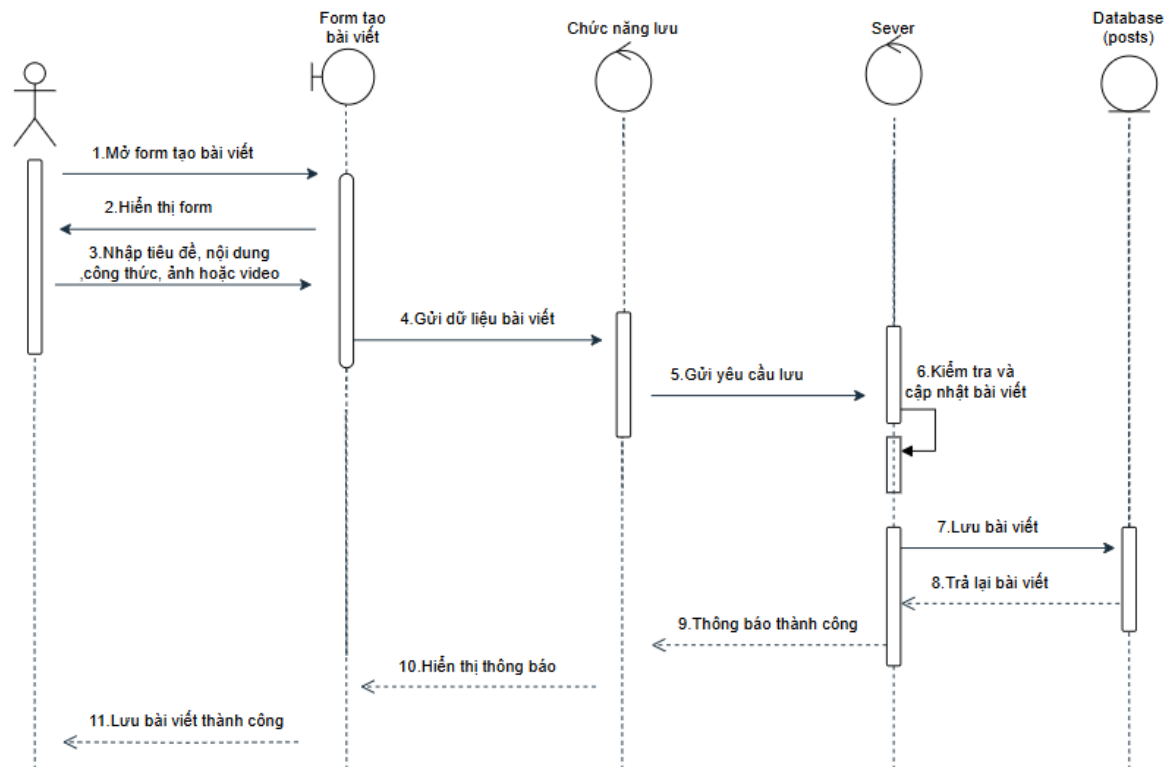 Form tạo
bài viết
Chức năng lưu
Sever
Database
(posts)
1.Mở form tạo bài viết
2.Hiển thị form
3.Nhập tiêu đề, nội dung
,công thức, ảnh hoặc video
4.Gửi dữ liệu bài viết
5.Gửi yêu cầu lưu
6.Kiểm tra và
cập nhật bài viết
7.Lưu bài viết
8.Trả lại bài viết
9.Thông báo thành công
10.Hiển thị thông báo
11.Lưu bài viết thành công